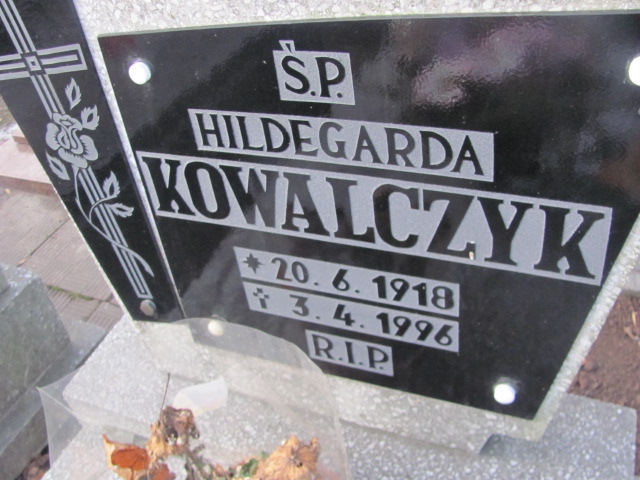 Ś.P.
HILDEGARDA
KOWALCZYK
* 20. 6. 1918
† 3. 4. 1996
R.I.P.